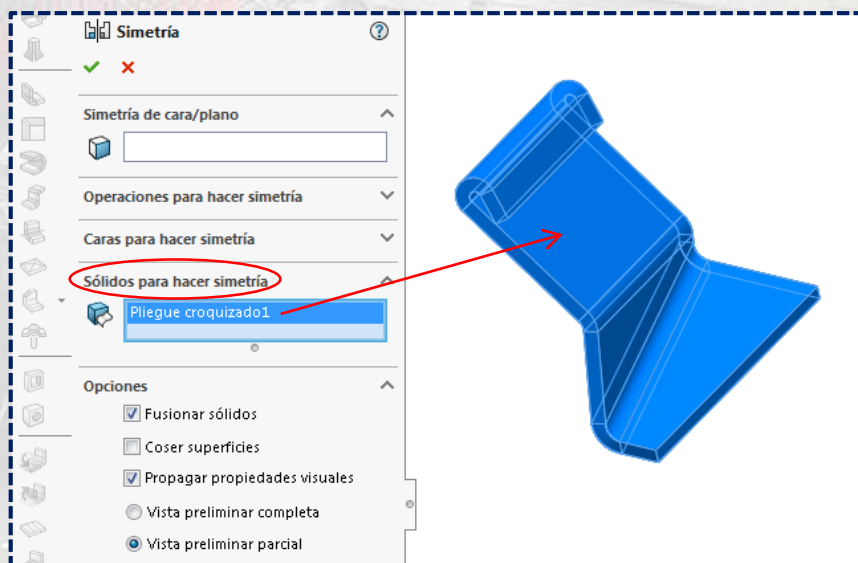 Simetría
Simetría de cara/plano
Operaciones para hacer simetría
Caras para hacer simetría
Sólidos para hacer simetría
Pliegue croquizado1
Opciones
Fusionar sólidos
Coser superficies
Propagar propiedades visuales
Vista preliminar completa
Vista preliminar parcial